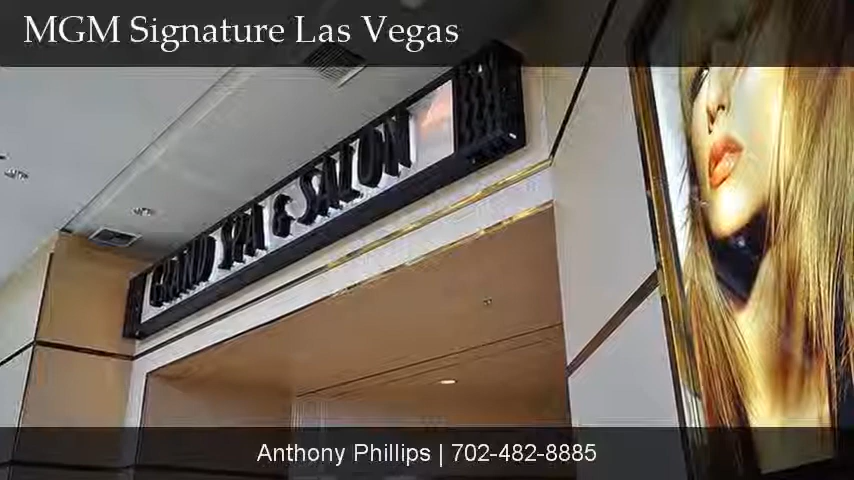 MGM Signature Las Vegas
GRAND SPA & SALON
Anthony Phillips | 702-482-8885